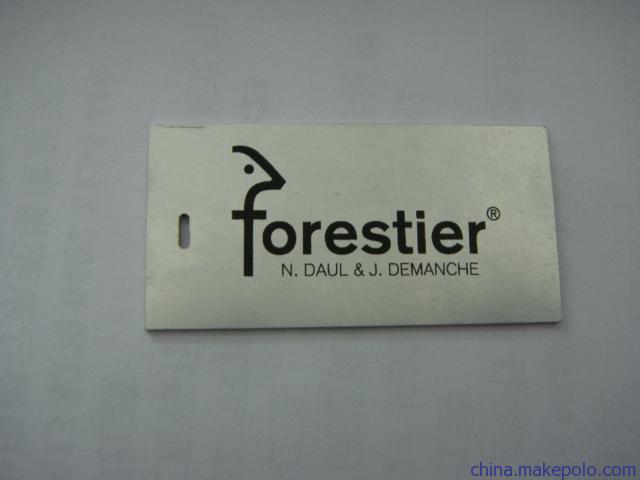 forestier®
N. DAUL & J. DEMANCHE
china.makepolo.com